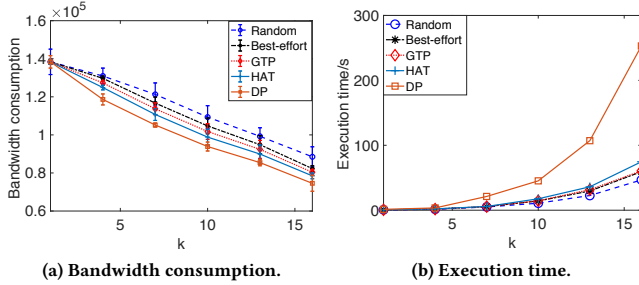 ×10⁵
1.6
1.4
1.2
1
0.8
0.6
Bandwidth consumption
5
10
15
k
Random
Best-effort
GTP
HAT
DP
(a) Bandwidth consumption.
300
200
100
0
Execution time/s
5
10
15
k
Random
Best-effort
GTP
HAT
DP
(b) Execution time.